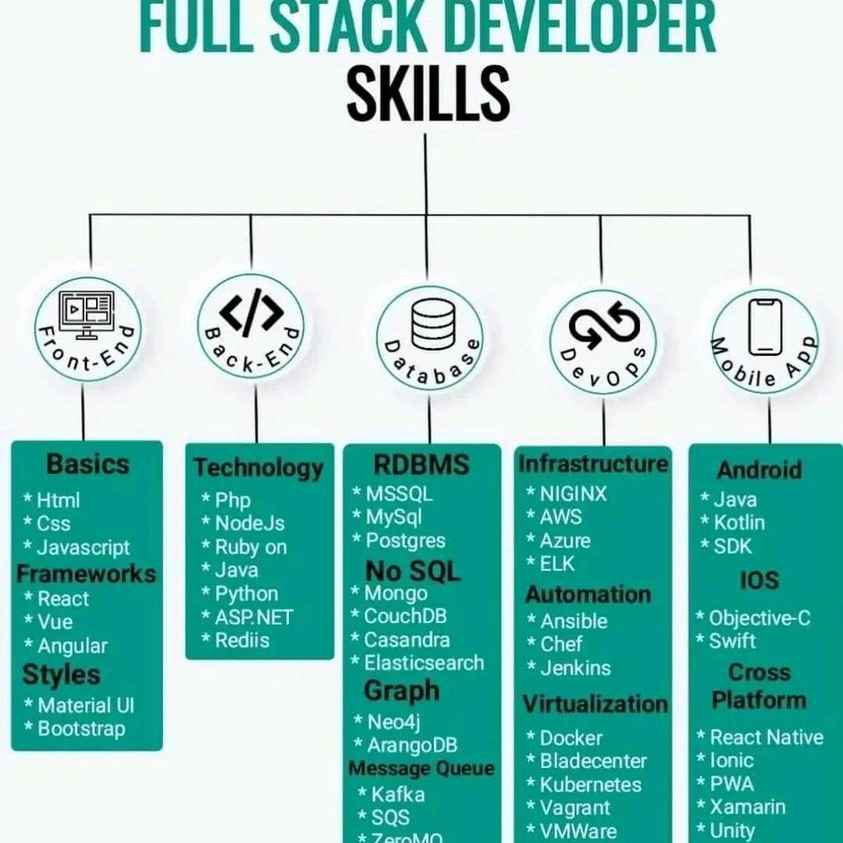 FULL STACK DEVELOPER
SKILLS
Front-End
Basics
* Html
* Css
* Javascript
Frameworks
* React
* Vue
* Angular
Styles
* Material UI
* Bootstrap
Back-End
Technology
* Php
* NodeJs
* Ruby on
* Java
* Python
* ASP.NET
* Rediis
Database
RDBMS
* MSSQL
* MySql
* Postgres
No SQL
* Mongo
* CouchDB
* Casandra
* Elasticsearch
Graph
* Neo4j
* ArangoDB
Message Queue
* Kafka
* SQS
* ZeroMQ
DevOps
Infrastructure
* NIGINX
* AWS
* Azure
* ELK
Automation
* Ansible
* Chef
* Jenkins
Virtualization
* Docker
* Bladecenter
* Kubernetes
* Vagrant
* VMWare
Mobile App
Android
* Java
* Kotlin
* SDK
IOS
* Objective-C
* Swift
Cross
Platform
* React Native
* Ionic
* PWA
* Xamarin
* Unity